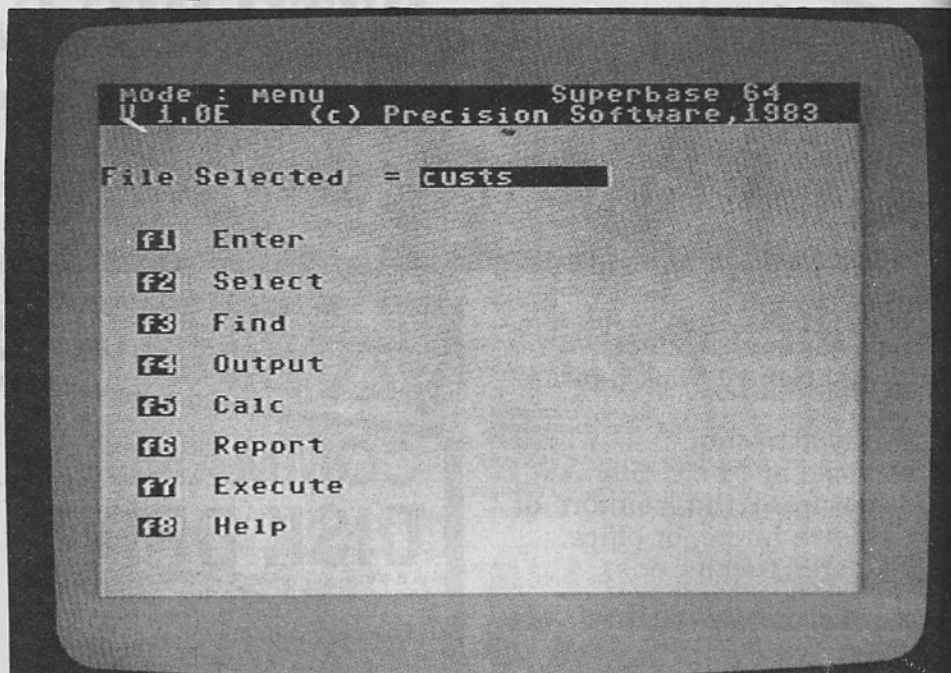 Mode : Menu Superbase 64
V 1.0E (c) Precision Software,1983
File Selected = custs
f1 Enter
f2 Select
f3 Find
f4 Output
f5 Calc
f6 Report
f7 Execute
f8 Help